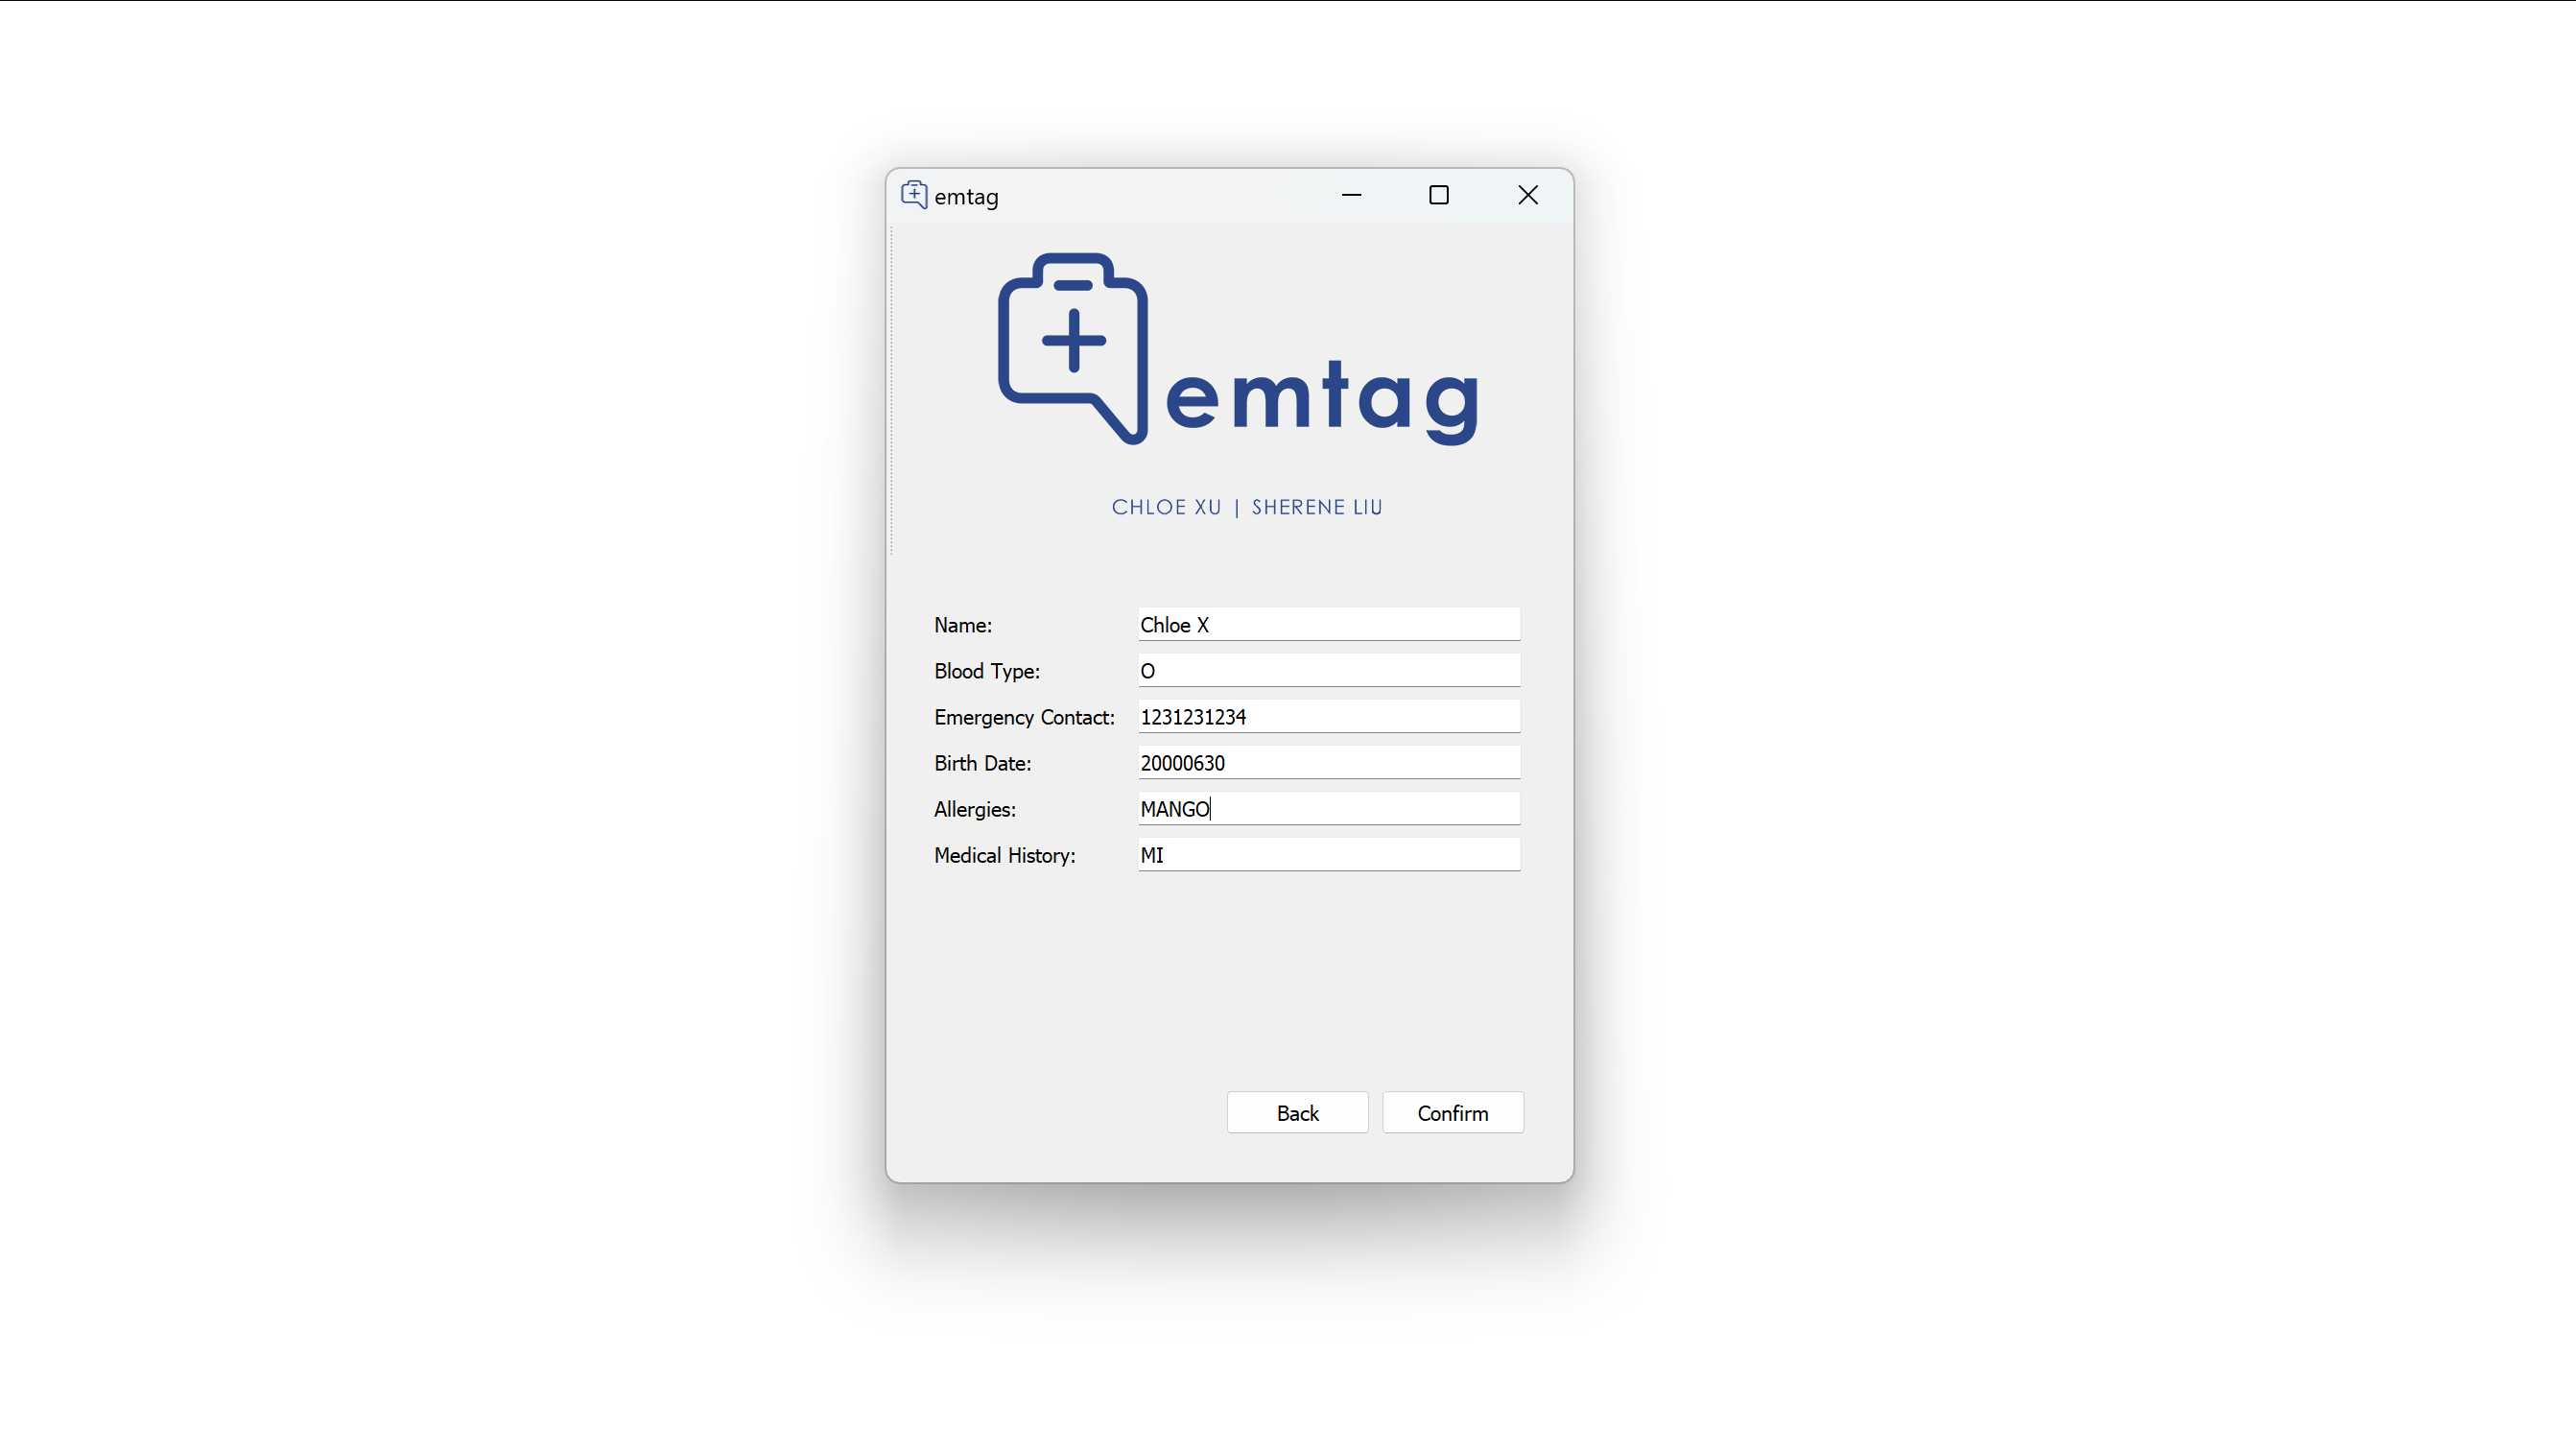 emtag
emtag
CHLOE XU | SHERENE LIU
Name: Chloe X
Blood Type: O
Emergency Contact: 1231231234
Birth Date: 20000630
Allergies: MANGO
Medical History: MI
Back Confirm